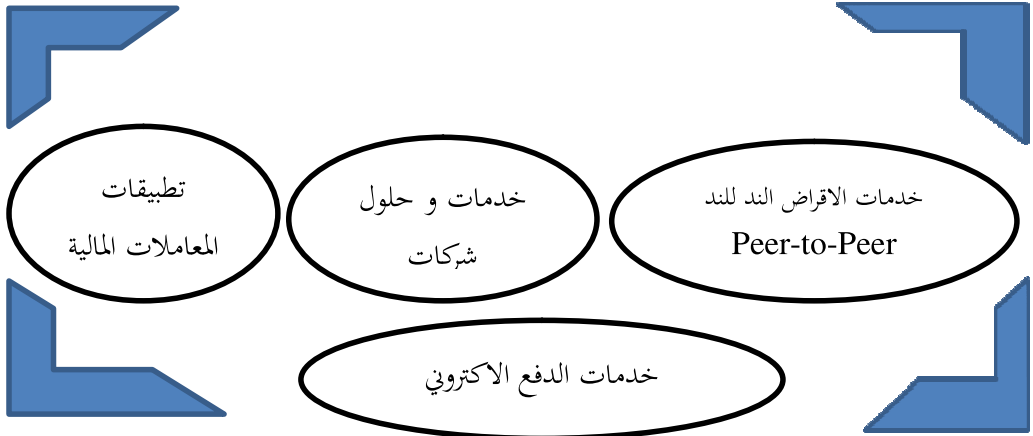 خدمات الاقراض الند للند
Peer-to-Peer
خدمات و حلول
شركات
تطبيقات
المعاملات المالية
خدمات الدفع الاكتروني